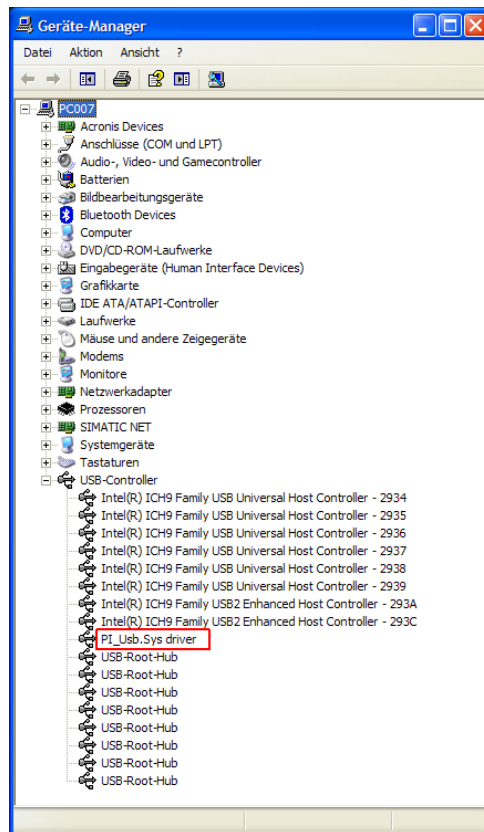 Geräte-Manager
Datei Aktion Ansicht ?
PC007
Acronis Devices
Anschlüsse (COM und LPT)
Audio-, Video- und Gamecontroller
Batterien
Bildbearbeitungsgeräte
Bluetooth Devices
Computer
DVD/CD-ROM-Laufwerke
Eingabegeräte (Human Interface Devices)
Grafikkarte
IDE ATA/ATAPI-Controller
Laufwerke
Mäuse und andere Zeigegeräte
Modems
Monitore
Netzwerkadapter
Prozessoren
SIMATIC NET
Systemgeräte
Tastaturen
USB-Controller
Intel(R) ICH9 Family USB Universal Host Controller - 2934
Intel(R) ICH9 Family USB Universal Host Controller - 2935
Intel(R) ICH9 Family USB Universal Host Controller - 2936
Intel(R) ICH9 Family USB Universal Host Controller - 2937
Intel(R) ICH9 Family USB Universal Host Controller - 2938
Intel(R) ICH9 Family USB Universal Host Controller - 2939
Intel(R) ICH9 Family USB2 Enhanced Host Controller - 293A
Intel(R) ICH9 Family USB2 Enhanced Host Controller - 293C
PI_Usb.Sys driver
USB-Root-Hub
USB-Root-Hub
USB-Root-Hub
USB-Root-Hub
USB-Root-Hub
USB-Root-Hub
USB-Root-Hub
USB-Root-Hub